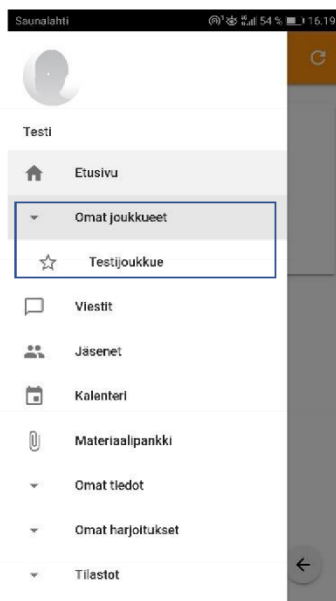 Saunalahti 54 % 16.19
Testi
Etusivu
Omat joukkueet
Testijoukkue
Viestit
Jäsenet
Kalenteri
Materiaalipankki
Omat tiedot
Omat harjoitukset
Tilastot